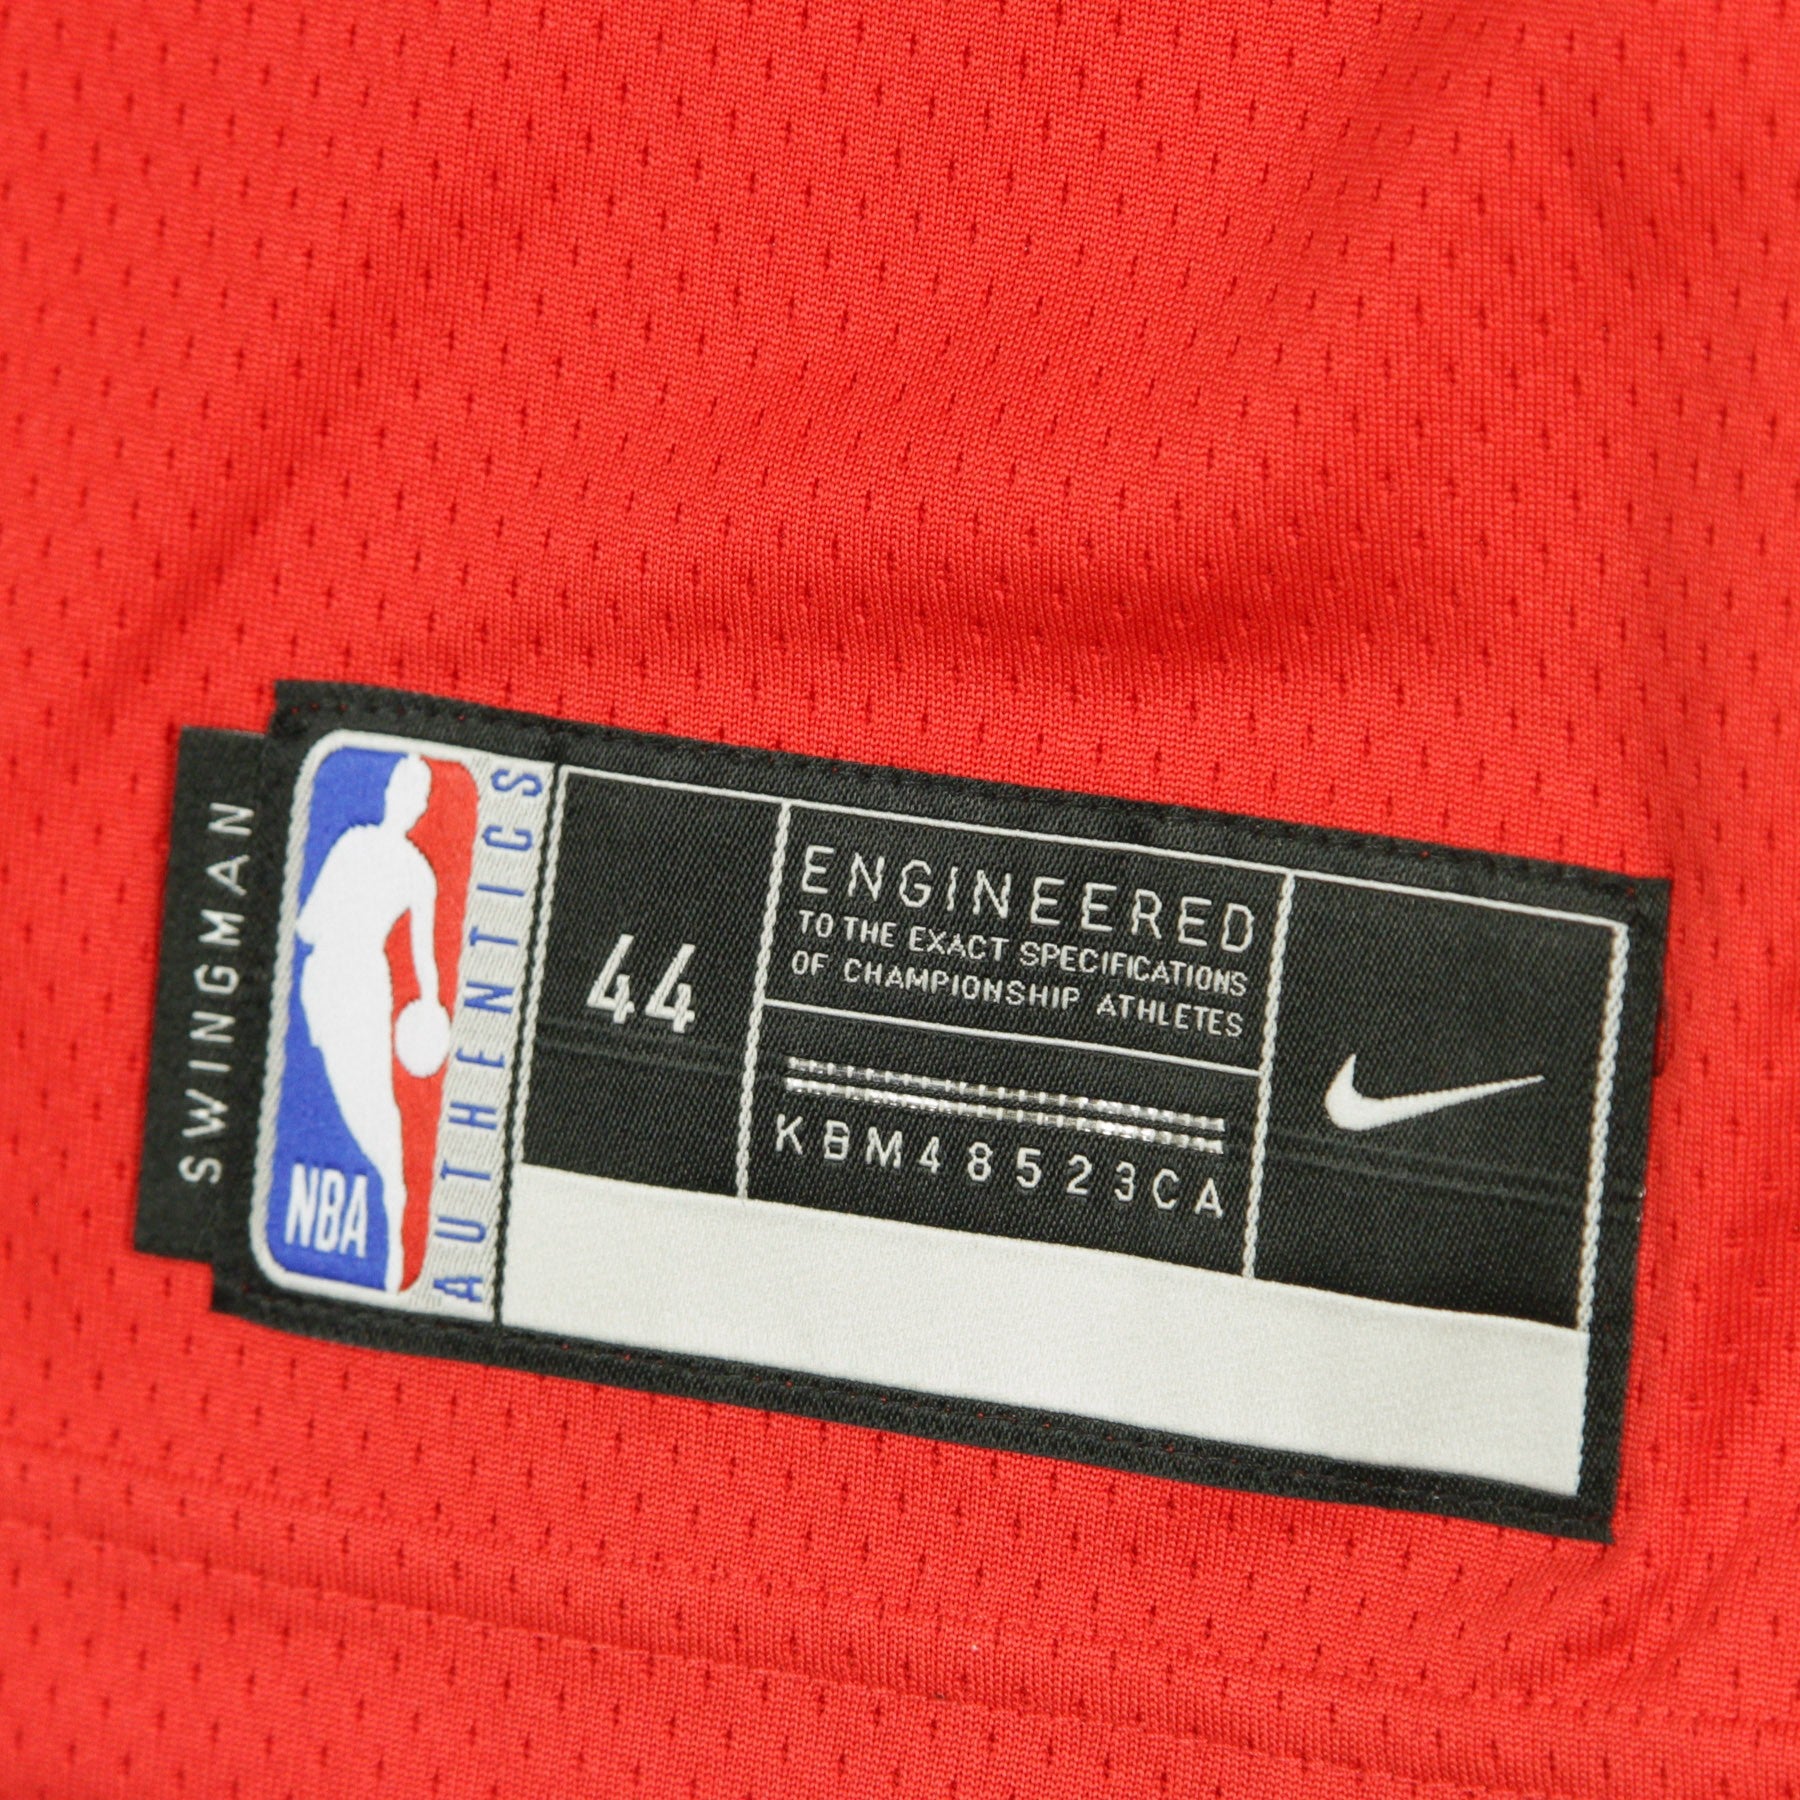 SWINGMAN
NBA
AUTHENTICS
44
ENGINEERED
TO THE EXACT SPECIFICATIONS
OF CHAMPIONSHIP ATHLETES
KBM48523CA